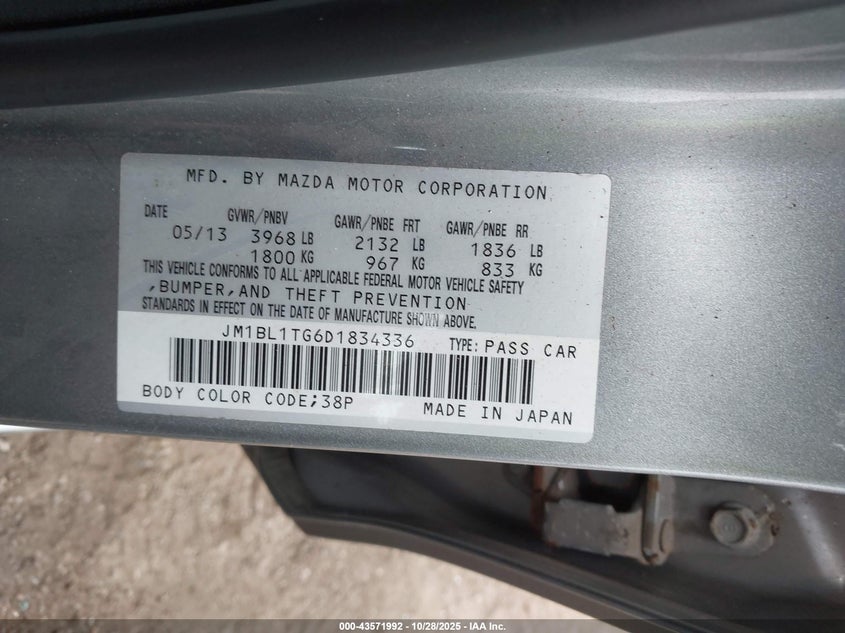 MFD. BY MAZDA MOTOR CORPORATION
DATE GVWR/PNBV GAWR/PNBE FRT GAWR/PNBE RR
05/13 3968 LB 2132 LB 1836 LB
1800 KG 967 KG 833 KG
THIS VEHICLE CONFORMS TO ALL APPLICABLE FEDERAL MOTOR VEHICLE SAFETY
,BUMPER,AND THEFT PREVENTION
STANDARDS IN EFFECT ON THE DATE OF MANUFACTURE SHOWN ABOVE.
JM1BL1TG6D1834336 TYPE: PASS CAR
BODY COLOR CODE;38P MADE IN JAPAN
000-43571992 | 10/28/2025 | IAA Inc.